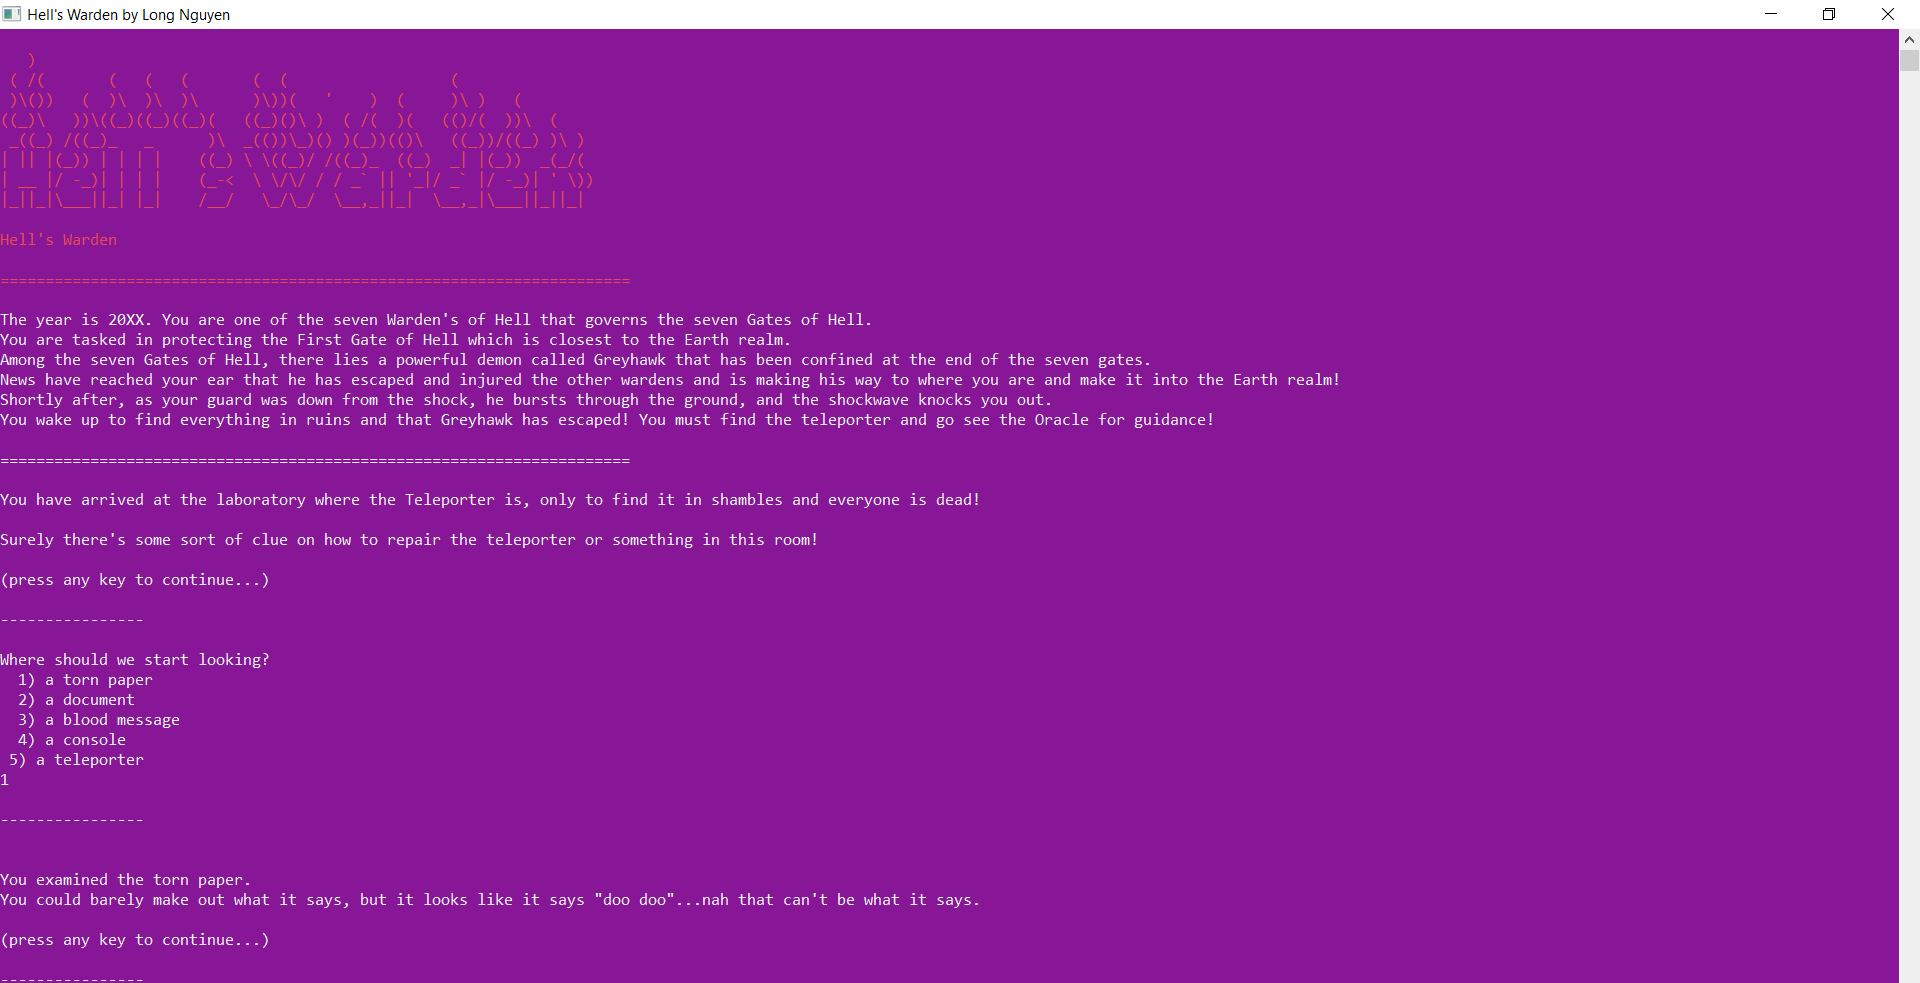 Hell's Warden by Long Nguyen
   )
 ( /(       (   (   (       (  (                  (
 )\())   (  )\  )\  )\      )\))(   '    )  (     )\ )   (
((_)\   ))\((_)((_)((_)(   ((_)()\ )  ( /(  )(   (()/(  ))\  (
 _((_) /((_)_   _      )\  _(())\_)() )(_))(()\   ((_))/((_) )\ )
| || |(_)) | | | |    ((_) \ \((_)/ /((_)_  ((_)  _| |(_))  _(_/(
| __ |/ -_)| | | |    (_-<  \ \/\/ / / _` || '_|/ _` |/ -_)| ' \))
|_||_|\___||_| |_|    /__/   \_/\_/  \__,_||_|  \__,_|\___||_||_|
Hell's Warden
======================================================================
The year is 20XX. You are one of the seven Warden's of Hell that governs the seven Gates of Hell.
You are tasked in protecting the First Gate of Hell which is closest to the Earth realm.
Among the seven Gates of Hell, there lies a powerful demon called Greyhawk that has been confined at the end of the seven gates.
News have reached your ear that he has escaped and injured the other wardens and is making his way to where you are and make it into the Earth realm!
Shortly after, as your guard was down from the shock, he bursts through the ground, and the shockwave knocks you out.
You wake up to find everything in ruins and that Greyhawk has escaped! You must find the teleporter and go see the Oracle for guidance!
======================================================================
You have arrived at the laboratory where the Teleporter is, only to find it in shambles and everyone is dead!
Surely there's some sort of clue on how to repair the teleporter or something in this room!
(press any key to continue...)
----------------
Where should we start looking?
  1) a torn paper
  2) a document
  3) a blood message
  4) a console
 5) a teleporter
1
----------------
You examined the torn paper.
You could barely make out what it says, but it looks like it says "doo doo"...nah that can't be what it says.
(press any key to continue...)
----------------